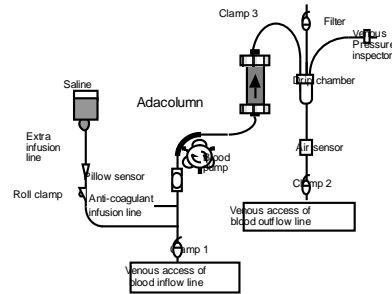 Clamp 3
Filter
Venous
Pressure
inspector
Saline
Drip chamber
Adacolumn
Extra
infusion
line
Blood
pump
Air sensor
Pillow sensor
Roll clamp
Anti-coagulant
infusion line
Clamp 2
Venous access of
blood outflow line
Clamp 1
Venous access of
blood inflow line